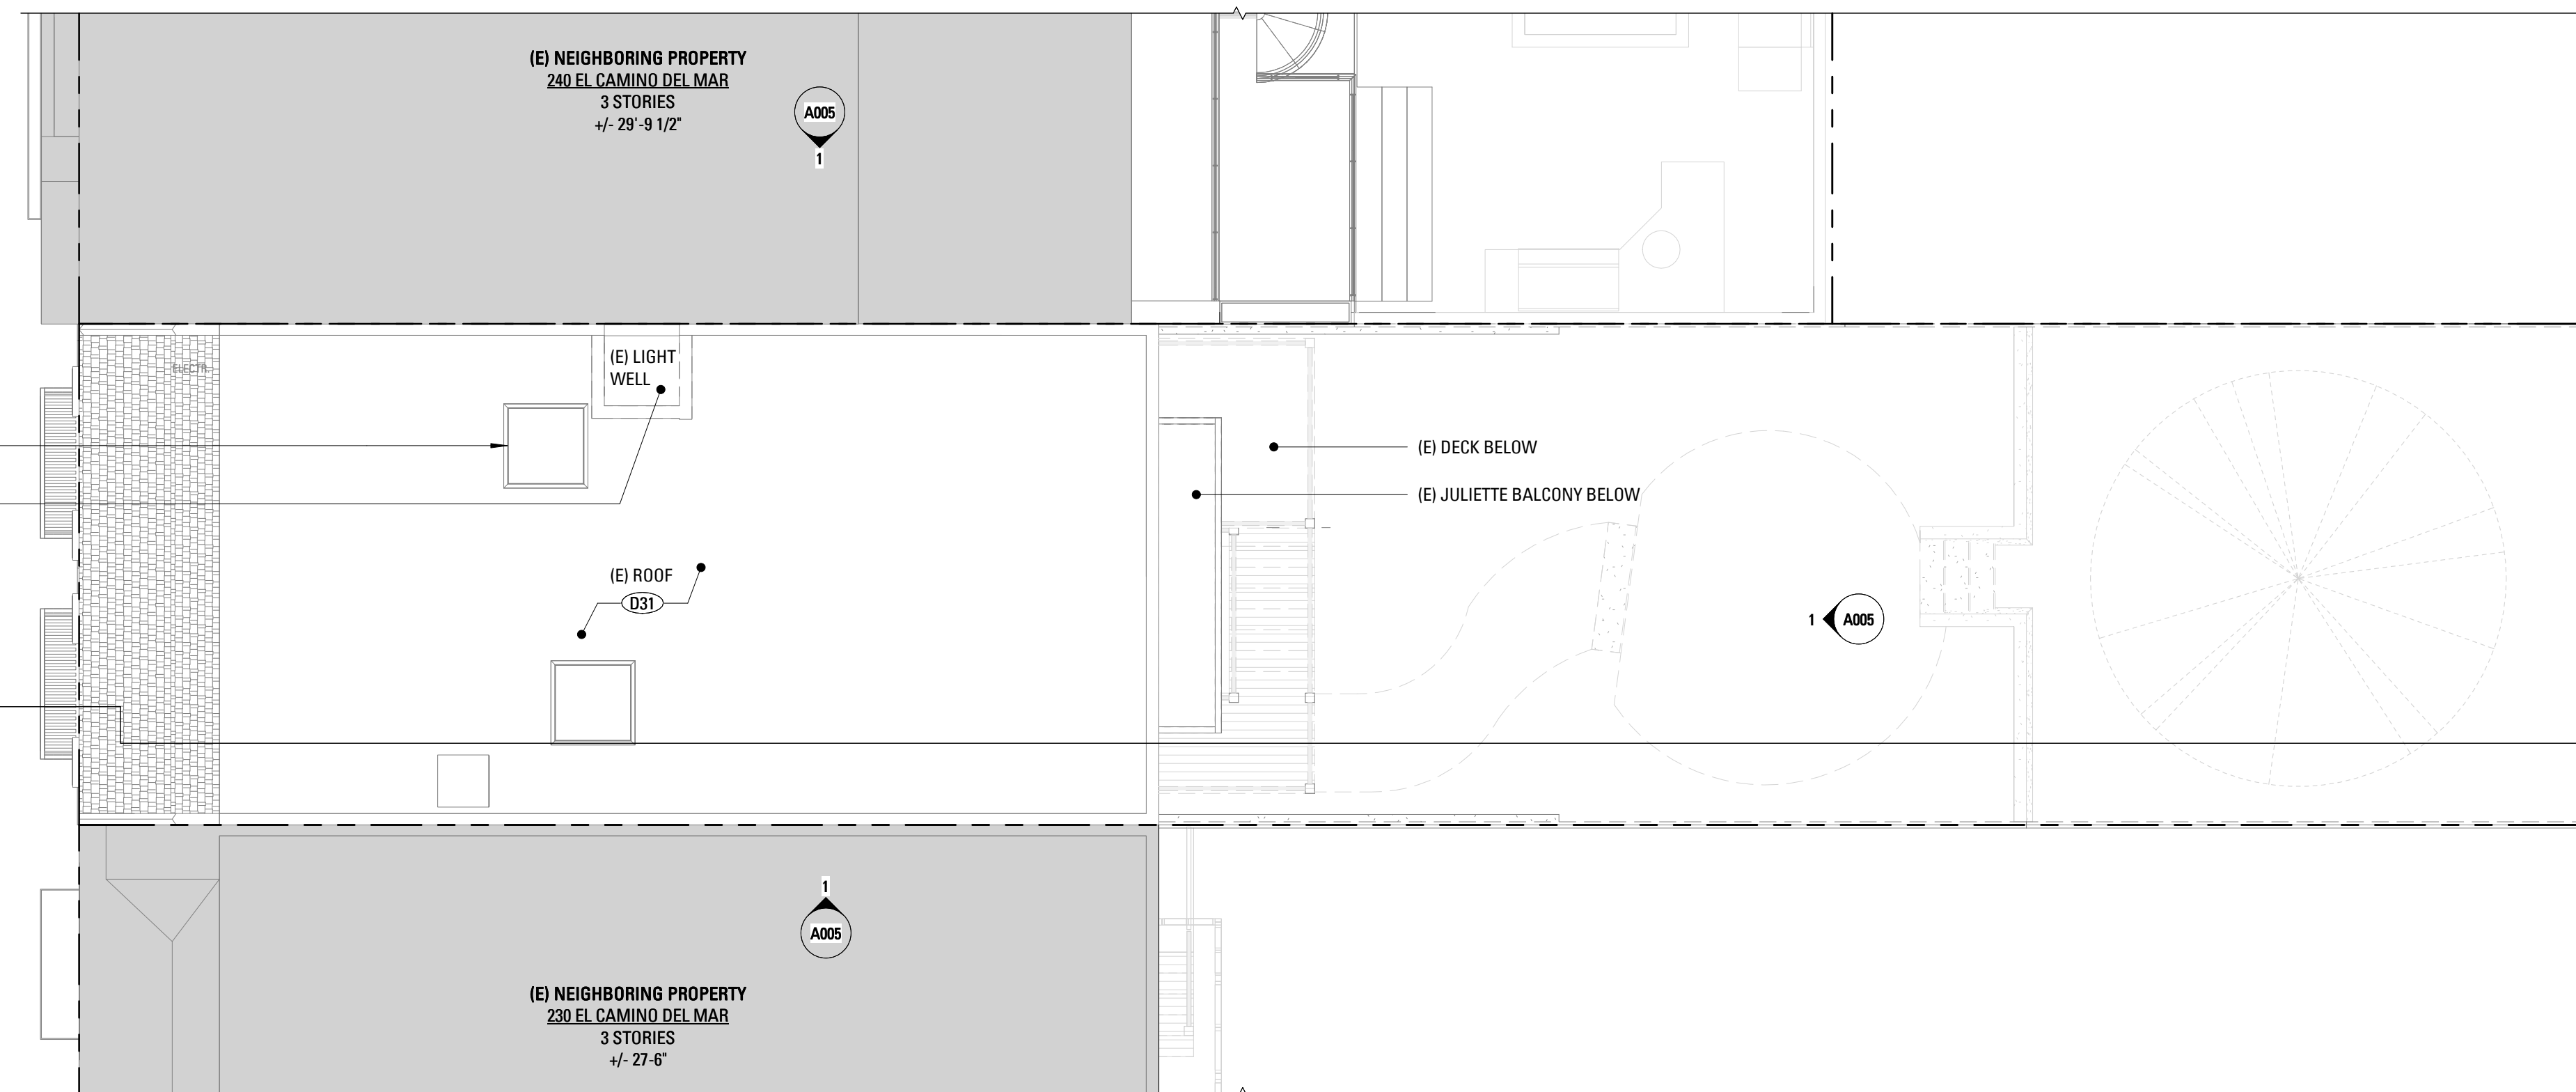 (E) NEIGHBORING PROPERTY
240 EL CAMINO DEL MAR
3 STORIES
+/- 29'-9 1/2"
A005
1
(E) LIGHT
WELL
ELECTR.
(E) DECK BELOW
(E) JULIETTE BALCONY BELOW
(E) ROOF
D31
1
A005
1
A005
(E) NEIGHBORING PROPERTY
230 EL CAMINO DEL MAR
3 STORIES
+/- 27-6"